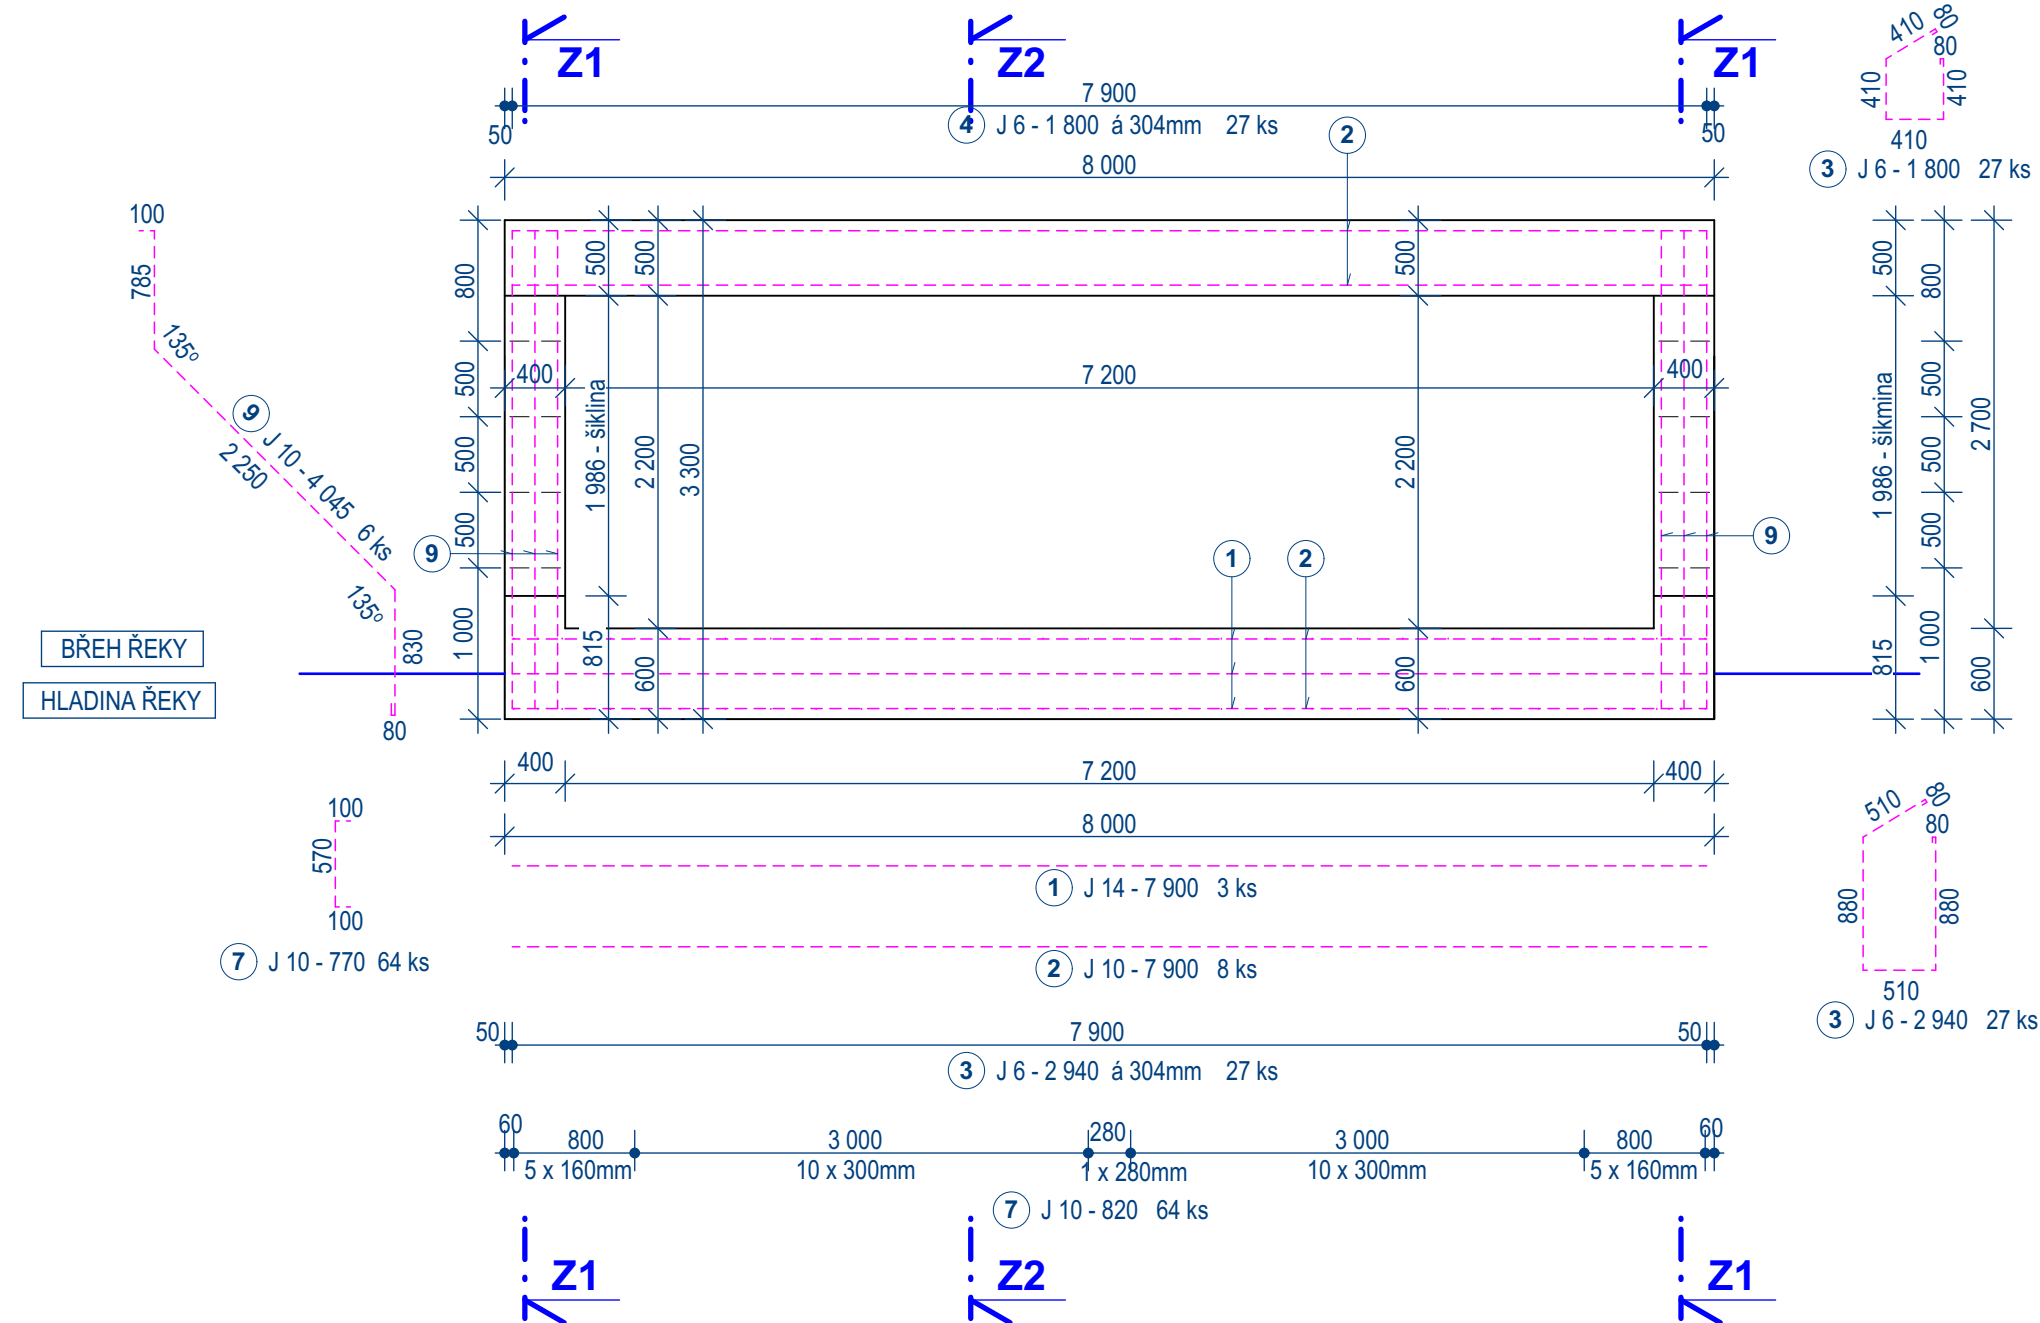 Z1
Z2
Z1
7 900
50
4 J 6 - 1 800 á 304mm 27 ks
2
50
8 000
410
80
80
410
410
410
3 J 6 - 1 800 27 ks
100
785
135º
9 J 10 - 4 045 6 ks
2 250
135º
830
80
800
500
500
500
1 000
500
500
500
400
7 200
400
1 986 - šiklina
2 200
3 300
2 200
9
1
2
9
815
600
600
500
1 986 - šikmina
815
800
500
500
500
1 000
2 700
600
BŘEH ŘEKY
HLADINA ŘEKY
400
7 200
400
8 000
100
570
100
7 J 10 - 770 64 ks
1 J 14 - 7 900 3 ks
2 J 10 - 7 900 8 ks
510
80
80
880
880
510
3 J 6 - 2 940 27 ks
50
7 900
50
3 J 6 - 2 940 á 304mm 27 ks
60
800
3 000
280
3 000
800
60
5 x 160mm
10 x 300mm
1 x 280mm
10 x 300mm
5 x 160mm
7 J 10 - 820 64 ks
Z1
Z2
Z1